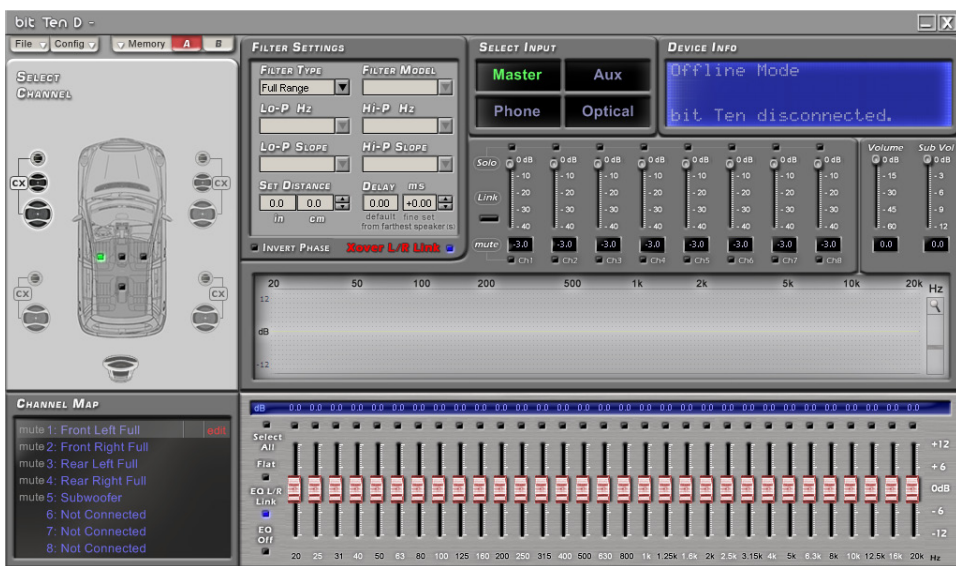 bit Ten D -
File Config Memory A B
SELECT CHANNEL
CX CX
CX CX
FILTER SETTINGS
FILTER TYPE FILTER MODEL
Full Range
LO-P HZ HI-P HZ
LO-P SLOPE HI-P SLOPE
SET DISTANCE DELAY ms
0.0 0.0 0.00 +0.00
in cm default fine set
from farthest speaker(s)
INVERT PHASE Xover L/R Link
SELECT INPUT
Master Aux
Phone Optical
DEVICE INFO
Offline Mode
bit Ten disconnected.
Solo 0 dB 0 dB 0 dB 0 dB 0 dB 0 dB 0 dB 0 dB
- 10 - 10 - 10 - 10 - 10 - 10 - 10 - 10
Link - 20 - 20 - 20 - 20 - 20 - 20 - 20 - 20
- 30 - 30 - 30 - 30 - 30 - 30 - 30 - 30
- 40 - 40 - 40 - 40 - 40 - 40 - 40 - 40
mute -3.0 -3.0 -3.0 -3.0 -3.0 -3.0 -3.0 -3.0
Ch1 Ch2 Ch3 Ch4 Ch5 Ch6 Ch7 Ch8
Volume Sub Vol
0 dB 0 dB
- 15 - 3
- 30 - 6
- 45 - 9
- 60 - 12
0.0 0.0
20 50 100 200 500 1k 2k 5k 10k 20k Hz
12
dB
-12
CHANNEL MAP
mute 1: Front Left Full edit
mute 2: Front Right Full
mute 3: Rear Left Full
mute 4: Rear Right Full
mute 5: Subwoofer
6: Not Connected
7: Not Connected
8: Not Connected
dB 0.0 0.0 0.0 0.0 0.0 0.0 0.0 0.0 0.0 0.0 0.0 0.0 0.0 0.0 0.0 0.0 0.0 0.0 0.0 0.0 0.0 0.0 0.0 0.0 0.0 0.0 0.0 0.0 0.0 0.0 0.0
Select
All
Flat
EQ L/R
Link
EQ
Off
+12
+ 6
0dB
- 6
-12
20 25 31 40 50 63 80 100 125 160 200 250 315 400 500 630 800 1k 1.25k 1.6k 2k 2.5k 3.15k 4k 5k 6.3k 8k 10k 12.5k 16k 20k Hz